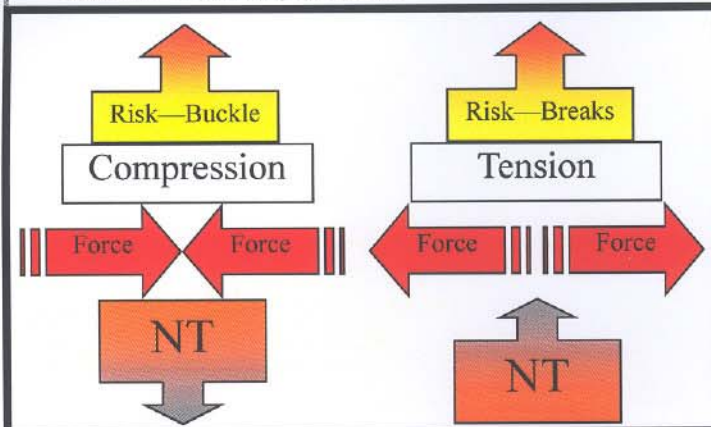 Risk—Buckle
Compression
Force Force
NT
Risk—Breaks
Tension
Force Force
NT